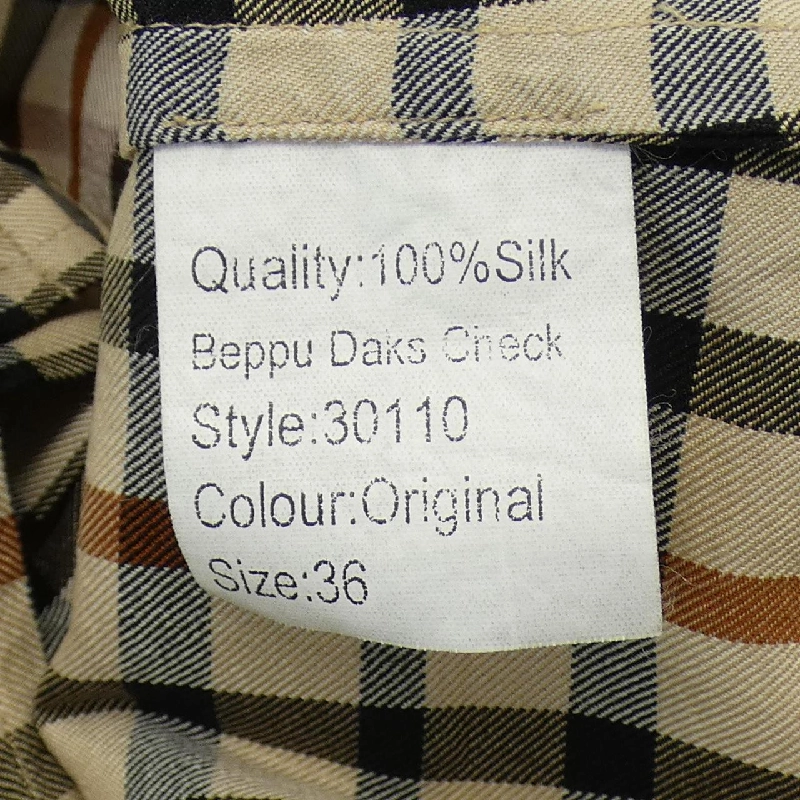 Quality:100%Silk
Beppu Daks Check
Style:30110
Colour:Original
Size:36